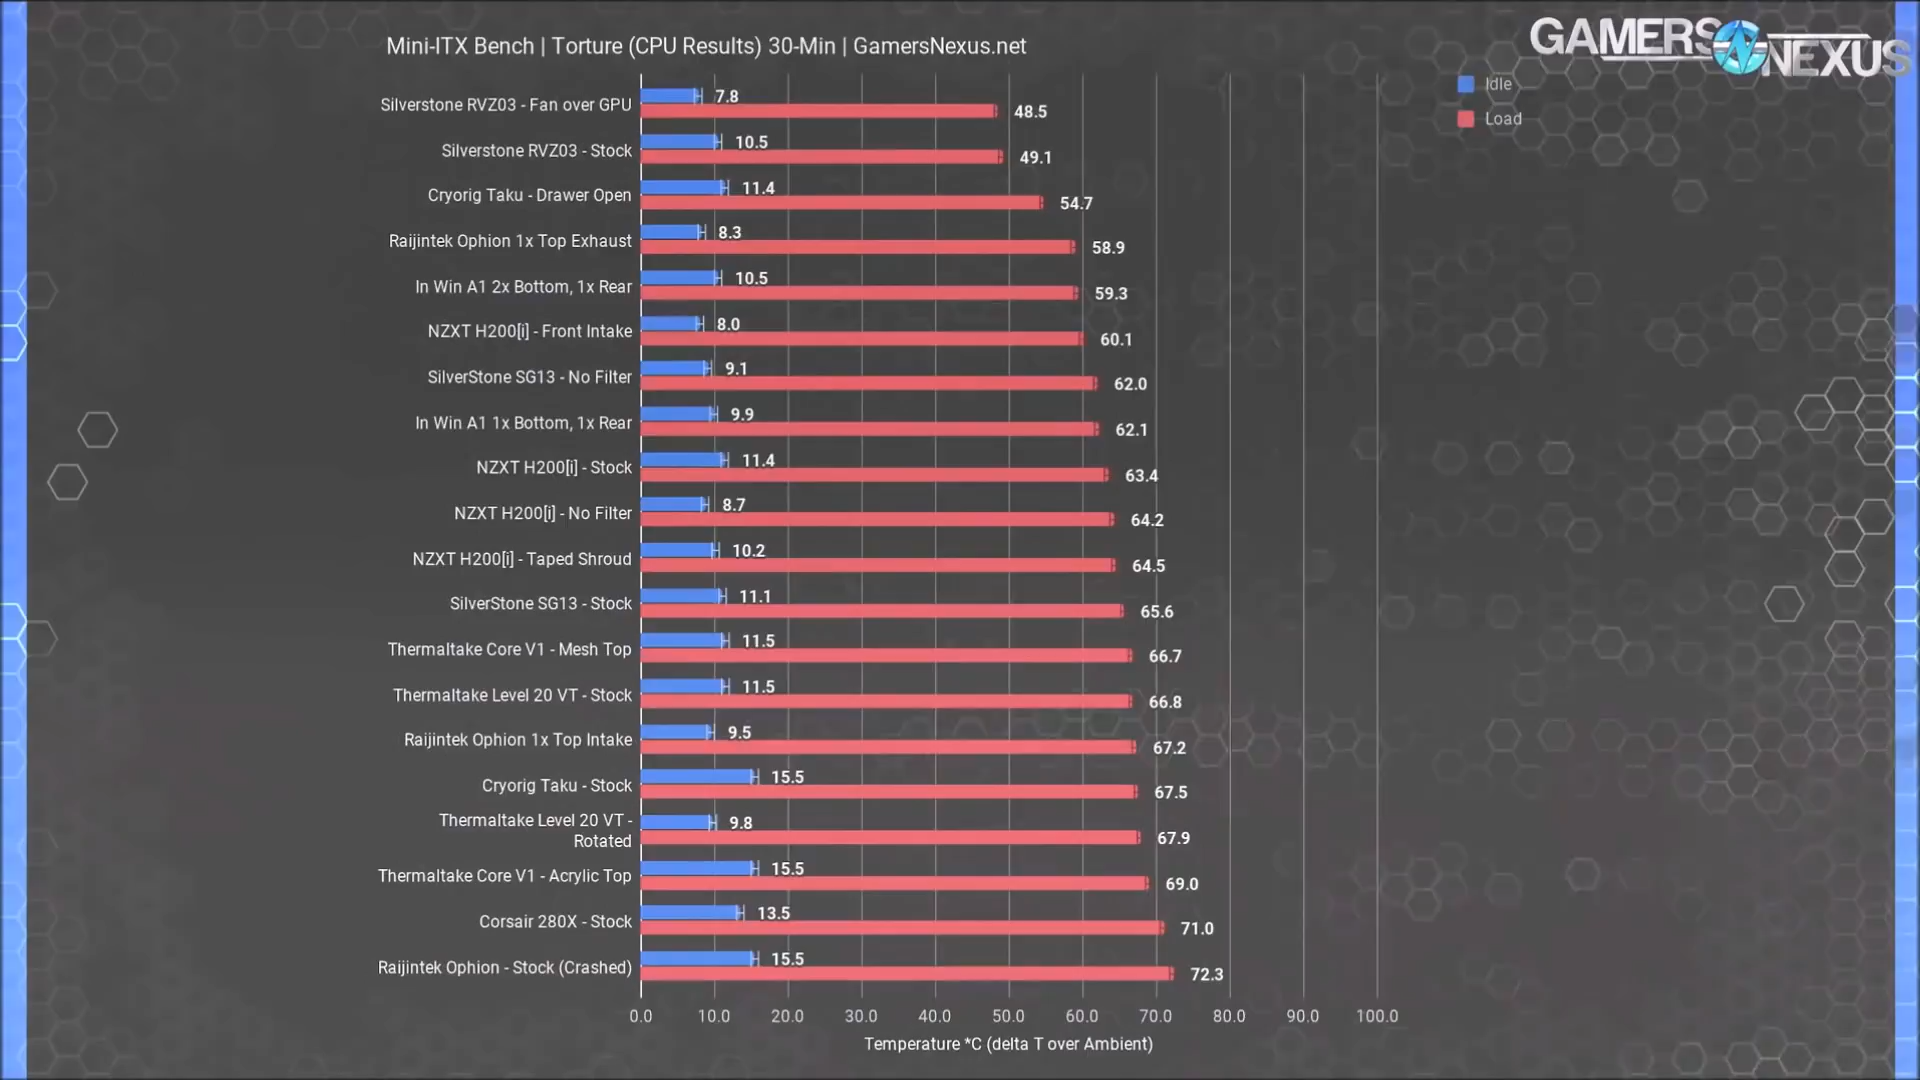 GAMERS NEXUS
Mini-ITX Bench | Torture (CPU Results) 30-Min | GamersNexus.net
Idle
Load
Silverstone RVZ03 - Fan over GPU 7.8 48.5
Silverstone RVZ03 - Stock 10.5 49.1
Cryorig Taku - Drawer Open 11.4 54.7
Raijintek Ophion 1x Top Exhaust 8.3 58.9
In Win A1 2x Bottom, 1x Rear 10.5 59.3
NZXT H200[i] - Front Intake 8.0 60.1
SilverStone SG13 - No Filter 9.1 62.0
In Win A1 1x Bottom, 1x Rear 9.9 62.1
NZXT H200[i] - Stock 11.4 63.4
NZXT H200[i] - No Filter 8.7 64.2
NZXT H200[i] - Taped Shroud 10.2 64.5
SilverStone SG13 - Stock 11.1 65.6
Thermaltake Core V1 - Mesh Top 11.5 66.7
Thermaltake Level 20 VT - Stock 11.5 66.8
Raijintek Ophion 1x Top Intake 9.5 67.2
Cryorig Taku - Stock 15.5 67.5
Thermaltake Level 20 VT -
Rotated 9.8 67.9
Thermaltake Core V1 - Acrylic Top 15.5 69.0
Corsair 280X - Stock 13.5 71.0
Raijintek Ophion - Stock (Crashed) 15.5 72.3
0.0 10.0 20.0 30.0 40.0 50.0 60.0 70.0 80.0 90.0 100.0
Temperature *C (delta T over Ambient)